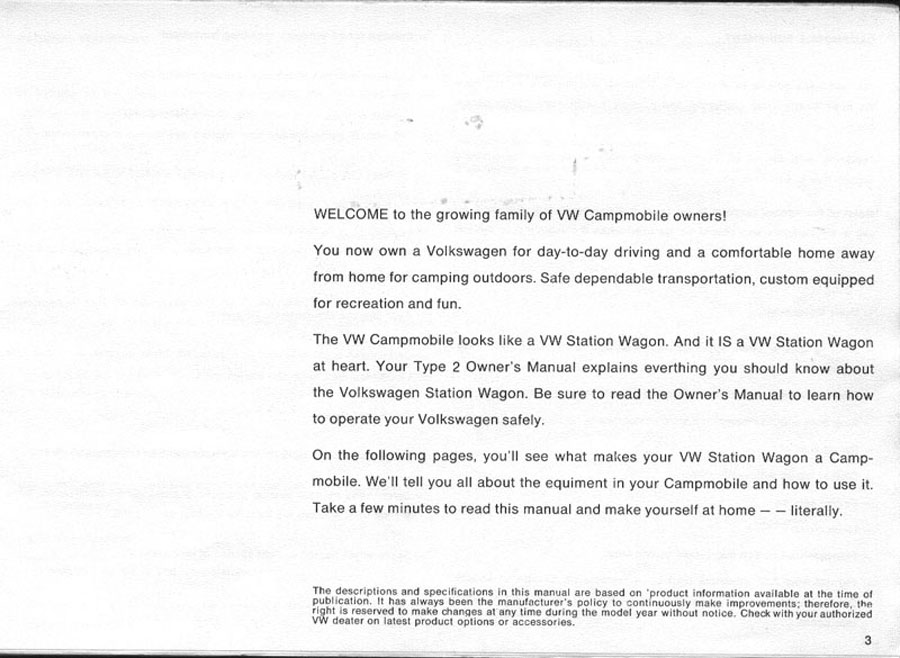 WELCOME to the growing family of VW Campmobile owners!
You now own a Volkswagen for day-to-day driving and a comfortable home away
from home for camping outdoors. Safe dependable transportation, custom equipped
for recreation and fun.
The VW Campmobile looks like a VW Station Wagon. And it IS a VW Station Wagon
at heart. Your Type 2 Owner's Manual explains everthing you should know about
the Volkswagen Station Wagon. Be sure to read the Owner's Manual to learn how
to operate your Volkswagen safely.
On the following pages, you'll see what makes your VW Station Wagon a Camp-
mobile. We'll tell you all about the equiment in your Campmobile and how to use it.
Take a few minutes to read this manual and make yourself at home — — literally.
The descriptions and specifications in this manual are based on 'product information available at the time of
publication. It has always been the manufacturer's policy to continuously make improvements; therefore, the
right is reserved to make changes at any time during the model year without notice. Check with your authorized
VW dealer on latest product options or accessories.
3